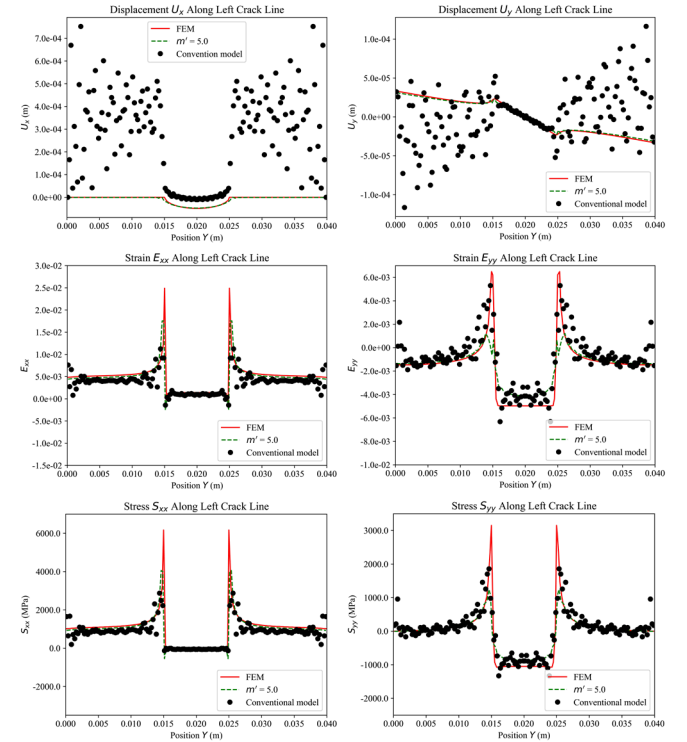 Displacement Uₓ Along Left Crack Line
FEM
m' = 5.0
Convention model
7.0e-04
6.0e-04
5.0e-04
4.0e-04
3.0e-04
2.0e-04
1.0e-04
0.0e+00
Uₓ (m)
0.000 0.005 0.010 0.015 0.020 0.025 0.030 0.035 0.040
Position Y (m)
Displacement U_y Along Left Crack Line
1.0e-04
5.0e-05
0.0e+00
-5.0e-05
-1.0e-04
U_y (m)
FEM
m' = 5.0
Conventional model
0.000 0.005 0.010 0.015 0.020 0.025 0.030 0.035 0.040
Position Y (m)
Strain Eₓₓ Along Left Crack Line
3.0e-02
2.5e-02
2.0e-02
1.5e-02
1.0e-02
5.0e-03
0.0e+00
-5.0e-03
-1.0e-02
-1.5e-02
Eₓₓ
FEM
m' = 5.0
Conventional model
0.000 0.005 0.010 0.015 0.020 0.025 0.030 0.035 0.040
Position Y (m)
Strain E_yy Along Left Crack Line
6.0e-03
4.0e-03
2.0e-03
0.0e+00
-2.0e-03
-4.0e-03
-6.0e-03
-8.0e-03
-1.0e-02
E_yy
FEM
m' = 5.0
Conventional model
0.000 0.005 0.010 0.015 0.020 0.025 0.030 0.035 0.040
Position Y (m)
Stress Sₓₓ Along Left Crack Line
6000.0
4000.0
2000.0
0.0
-2000.0
Sₓₓ (MPa)
FEM
m' = 5.0
Conventional model
0.000 0.005 0.010 0.015 0.020 0.025 0.030 0.035 0.040
Position Y (m)
Stress S_yy Along Left Crack Line
3000.0
2000.0
1000.0
0.0
-1000.0
-2000.0
S_yy (MPa)
FEM
m' = 5.0
Conventional model
0.000 0.005 0.010 0.015 0.020 0.025 0.030 0.035 0.040
Position Y (m)